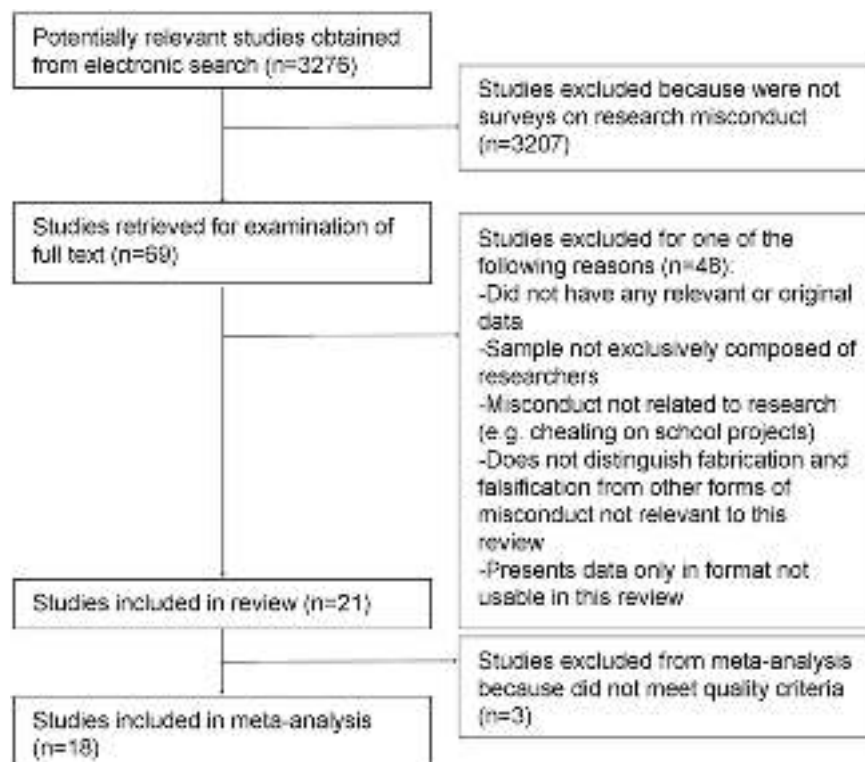 Potentially relevant studies obtained
from electronic search (n=3276)
Studies excluded because were not
surveys on research misconduct
(n=3207)
Studies retrieved for examination of
full text (n=69)
Studies excluded for one of the
following reasons (n=48):
-Did not have any relevant or original
data
-Sample not exclusively composed of
researchers
-Misconduct not related to research
(e.g. cheating on school projects)
-Does not distinguish fabrication and
falsification from other forms of
misconduct not relevant to this
review
-Presents data only in format not
usable in this review
Studies included in review (n=21)
Studies excluded from meta-analysis
because did not meet quality criteria
(n=3)
Studies included in meta-analysis
(n=18)